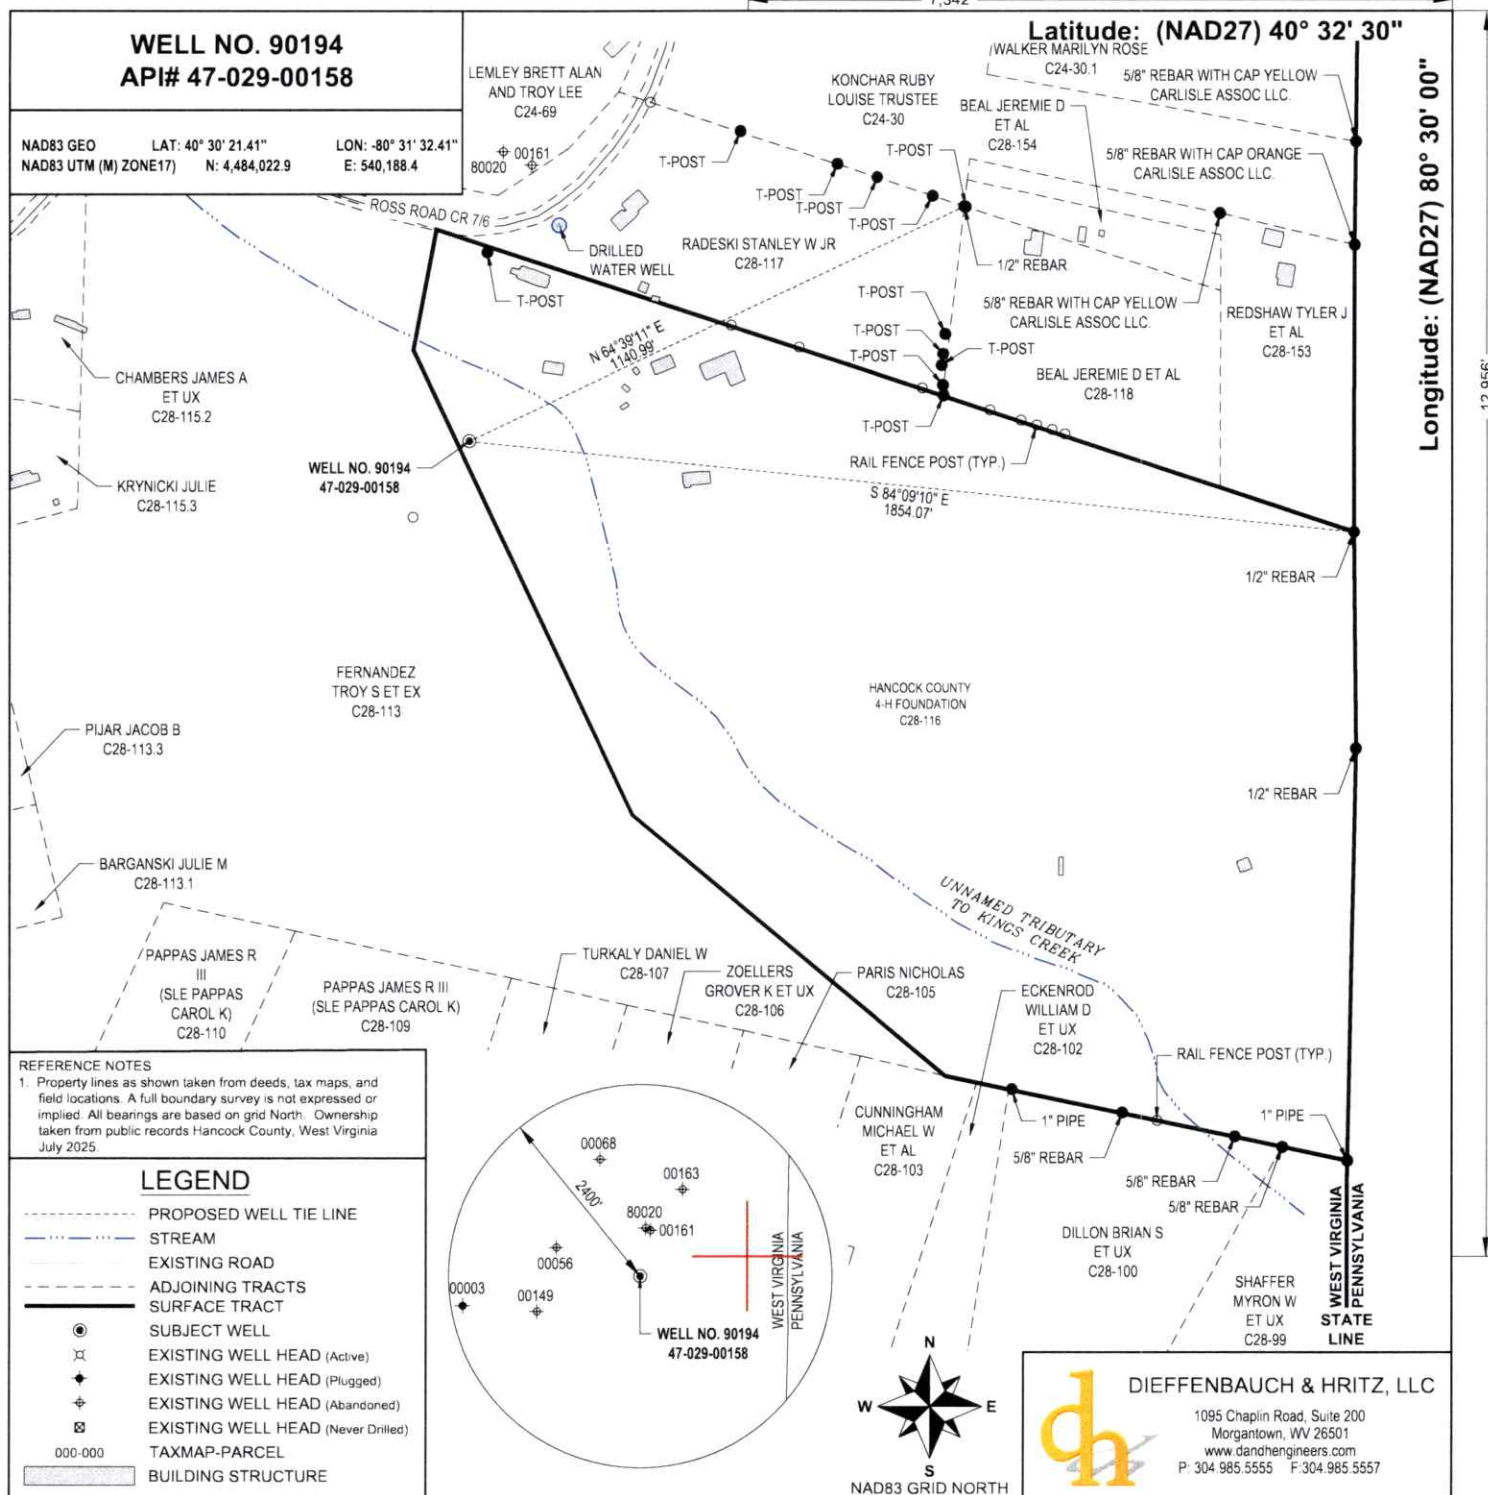 7,342'
WELL NO. 90194
API# 47-029-00158
NAD83 GEO LAT: 40° 30' 21.41" LON: -80° 31' 32.41"
NAD83 UTM (M) ZONE17) N: 4,484,022.9 E: 540,188.4
Latitude: (NAD27) 40° 32' 30"
Longitude: (NAD27) 80° 30' 00"
12,956'
LEMLEY BRETT ALAN
AND TROY LEE
C24-69
80020
00161
KONCHAR RUBY
LOUISE TRUSTEE
C24-30
WALKER MARILYN ROSE
C24-30.1
BEAL JEREMIE D
ET AL
C28-154
5/8" REBAR WITH CAP YELLOW
CARLISLE ASSOC LLC.
5/8" REBAR WITH CAP ORANGE
CARLISLE ASSOC LLC.
T-POST
T-POST
T-POST
T-POST
T-POST
ROSS ROAD CR 7/6
DRILLED
WATER WELL
T-POST
RADESKI STANLEY W JR
C28-117
1/2" REBAR
5/8" REBAR WITH CAP YELLOW
CARLISLE ASSOC LLC.
REDSHAW TYLER J
ET AL
C28-153
T-POST
T-POST
T-POST
T-POST
T-POST
BEAL JEREMIE D ET AL
C28-118
RAIL FENCE POST (TYP.)
N 64°39'11" E
1140.99'
S 84°09'10" E
1854.07'
CHAMBERS JAMES A
ET UX
C28-115.2
KRYNICKI JULIE
C28-115.3
WELL NO. 90194
47-029-00158
1/2" REBAR
FERNANDEZ
TROY S ET EX
C28-113
HANCOCK COUNTY
4-H FOUNDATION
C28-116
PIJAR JACOB B
C28-113.3
1/2" REBAR
BARGANSKI JULIE M
C28-113.1
UNNAMED TRIBUTARY
TO KINGS CREEK
PAPPAS JAMES R
III
(SLE PAPPAS
CAROL K)
C28-110
PAPPAS JAMES R III
(SLE PAPPAS CAROL K)
C28-109
TURKALY DANIEL W
C28-107
ZOELLERS
GROVER K ET UX
C28-106
PARIS NICHOLAS
C28-105
ECKENROD
WILLIAM D
ET UX
C28-102
RAIL FENCE POST (TYP.)
CUNNINGHAM
MICHAEL W
ET AL
C28-103
1" PIPE
5/8" REBAR
5/8" REBAR
5/8" REBAR
1" PIPE
DILLON BRIAN S
ET UX
C28-100
SHAFFER
MYRON W
ET UX
C28-99
WEST VIRGINIA
PENNSYLVANIA
STATE
LINE
REFERENCE NOTES
1. Property lines as shown taken from deeds, tax maps, and
field locations. A full boundary survey is not expressed or
implied. All bearings are based on grid North. Ownership
taken from public records Hancock County, West Virginia
July 2025.
LEGEND
PROPOSED WELL TIE LINE
STREAM
EXISTING ROAD
ADJOINING TRACTS
SURFACE TRACT
SUBJECT WELL
EXISTING WELL HEAD (Active)
EXISTING WELL HEAD (Plugged)
EXISTING WELL HEAD (Abandoned)
EXISTING WELL HEAD (Never Drilled)
000-000 TAXMAP-PARCEL
BUILDING STRUCTURE
00068
2400'
00163
80020
00161
00056
00003
00149
WEST VIRGINIA
PENNSYLVANIA
WELL NO. 90194
47-029-00158
N
W
E
S
NAD83 GRID NORTH
dh
DIEFFENBAUCH & HRITZ, LLC
1095 Chaplin Road, Suite 200
Morgantown, WV 26501
www.dandhengineers.com
P: 304.985.5555 F:304.985.5557